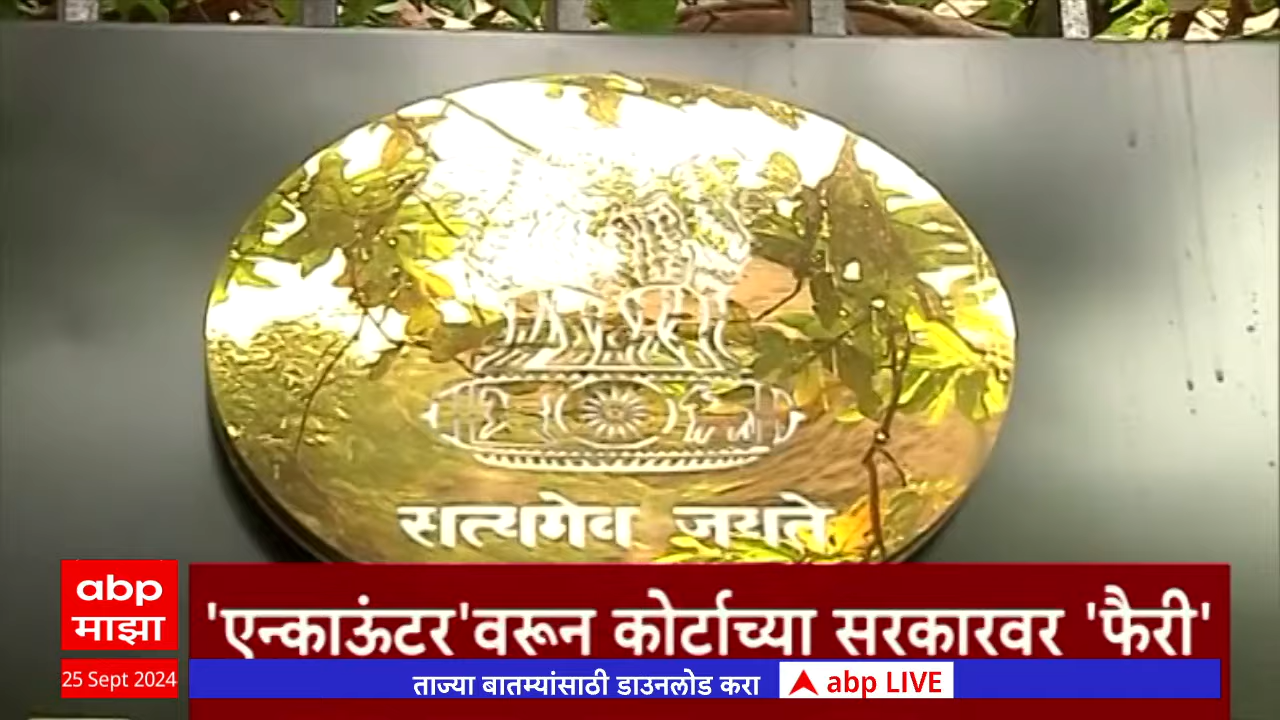 सत्यमेव जयते
abp
माझा
'एन्काऊंटर'वरून कोर्टाच्या सरकारवर 'फैरी'
25 Sept 2024
ताज्या बातम्यांसाठी डाउनलोड करा abp LIVE